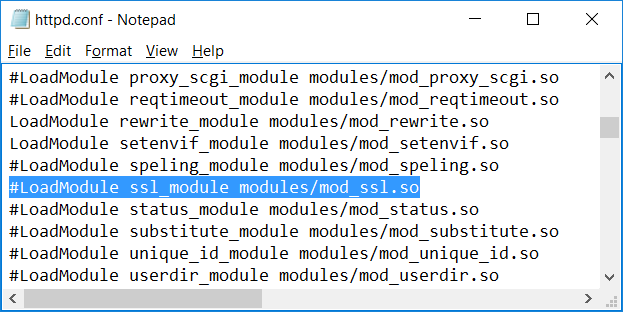 httpd.conf - Notepad
File Edit Format View Help
#LoadModule proxy_scgi_module modules/mod_proxy_scgi.so
#LoadModule reqtimeout_module modules/mod_reqtimeout.so
LoadModule rewrite_module modules/mod_rewrite.so
LoadModule setenvif_module modules/mod_setenvif.so
#LoadModule speling_module modules/mod_speling.so
#LoadModule ssl_module modules/mod_ssl.so
#LoadModule status_module modules/mod_status.so
#LoadModule substitute_module modules/mod_substitute.so
#LoadModule unique_id_module modules/mod_unique_id.so
#LoadModule userdir_module modules/mod_userdir.so